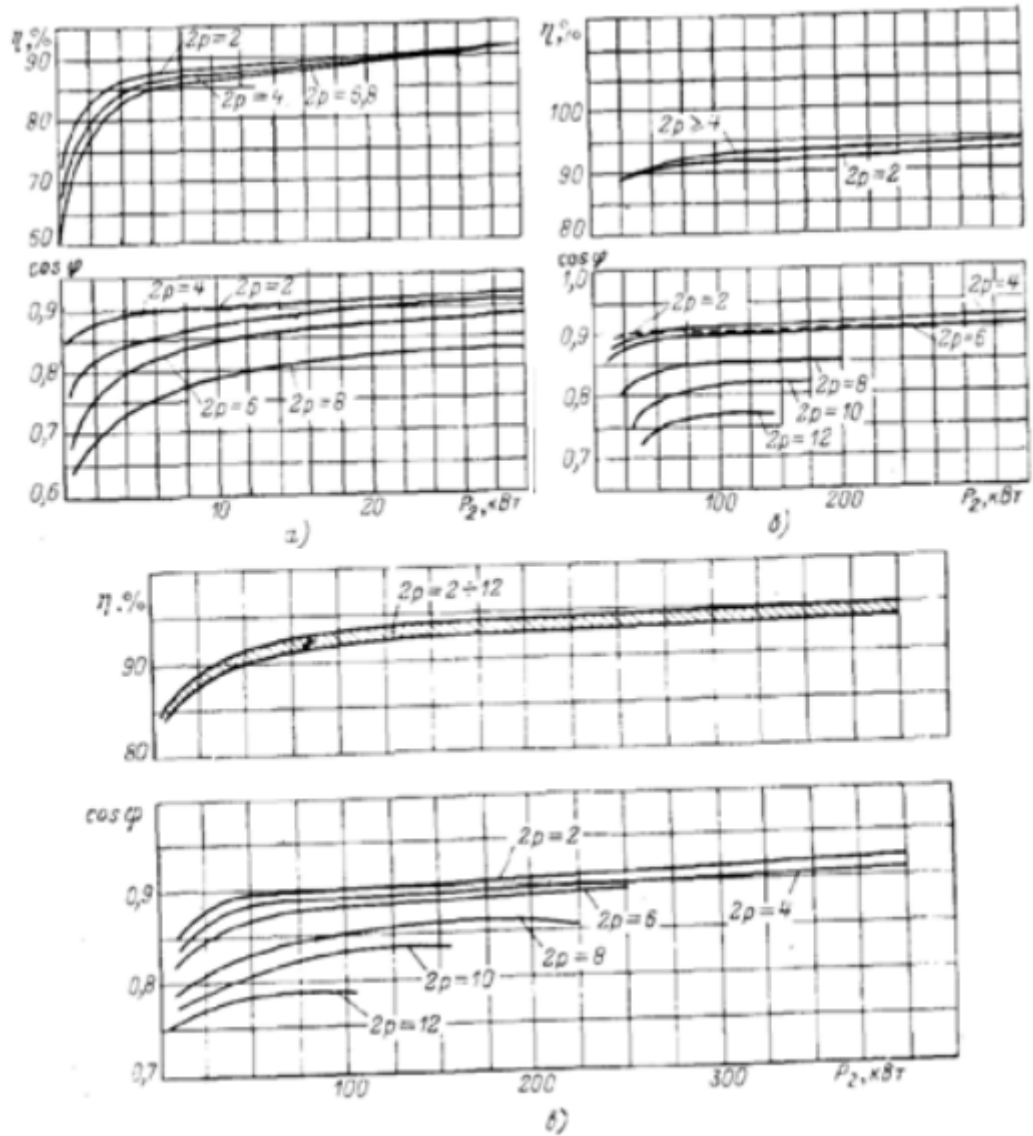 η, %
90
80
70
60
2p=2
2p=4
2p=6,8
cos φ
0,9
0,8
0,7
0,6
2p=4
2p=2
2p=6
2p=8
10
20
P₂, кВт
а)
η, %
100
90
80
2p≥4
2p=2
cos φ
1,0
0,9
0,8
0,7
2p=2
2p=4
2p=6
2p=8
2p=10
2p=12
100
200
P₂, кВт
б)
η, %
90
80
2p=2÷12
cos φ
0,9
0,8
0,7
2p=2
2p=6
2p=4
2p=8
2p=10
2p=12
100
200
300
P₂, кВт
в)